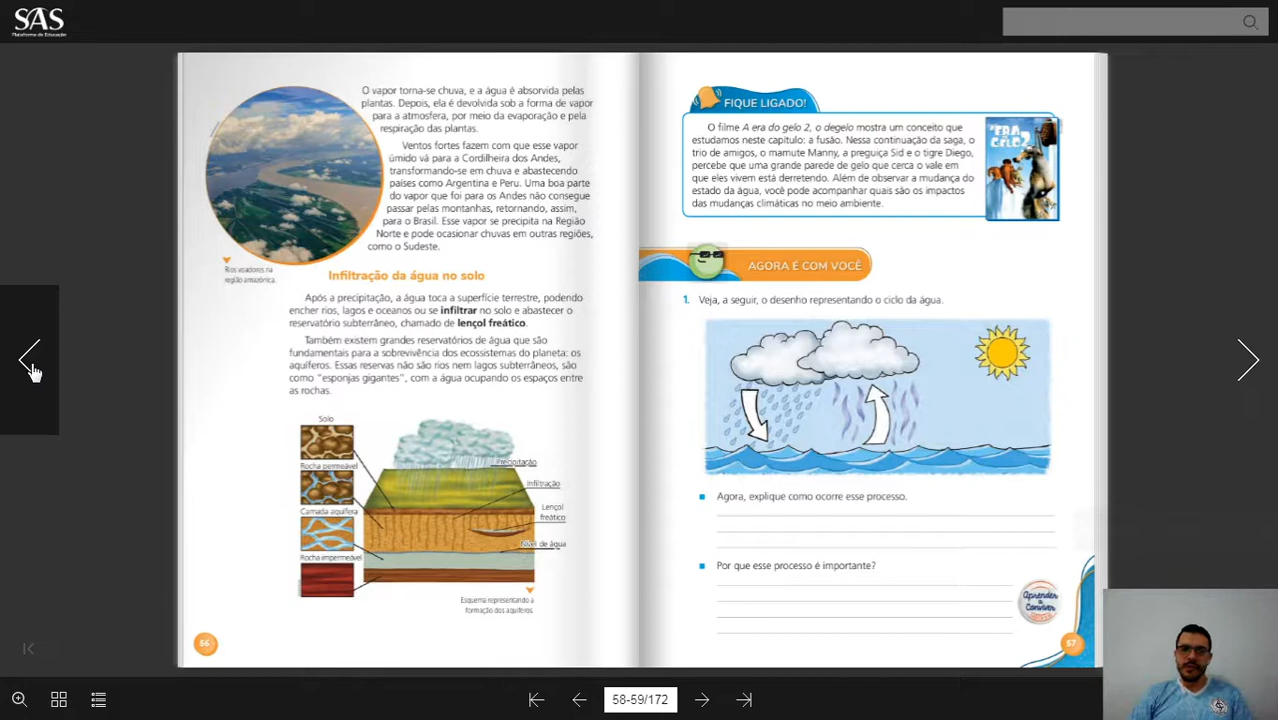 SAS
Plataforma de Educação
O vapor torna-se chuva, e a água é absorvida pelas
plantas. Depois, ela é devolvida sob a forma de vapor
para a atmosfera, por meio da evaporação e pela
respiração das plantas.
Ventos fortes fazem com que esse vapor
úmido vá para a Cordilheira dos Andes,
transformando-se em chuva e abastecendo
países como Argentina e Peru. Uma boa parte
do vapor que foi para os Andes não consegue
passar pelas montanhas, retornando, assim,
para o Brasil. Esse vapor se precipita na Região
Norte e pode ocasionar chuvas em outras regiões,
como o Sudeste.
Rios voadores na
região amazônica.
Infiltração da água no solo
Após a precipitação, a água toca a superfície terrestre, podendo
encher rios, lagos e oceanos ou se infiltrar no solo e abastecer o
reservatório subterrâneo, chamado de lençol freático.
Também existem grandes reservatórios de água que são
fundamentais para a sobrevivência dos ecossistemas do planeta: os
aquíferos. Essas reservas não são rios nem lagos subterrâneos, são
como "esponjas gigantes", com a água ocupando os espaços entre
as rochas.
Solo
Rocha permeável
Camada aquífera
Rocha impermeável
Precipitação
Infiltração
Lençol
freático
Nível de água
Esquema representando a
formação dos aquíferos.
56
FIQUE LIGADO!
O filme A era do gelo 2, o degelo mostra um conceito que
estudamos neste capítulo: a fusão. Nessa continuação da saga, o
trio de amigos, o mamute Manny, a preguiça Sid e o tigre Diego,
percebe que uma grande parede de gelo que cerca o vale em
que eles vivem está derretendo. Além de observar a mudança do
estado da água, você pode acompanhar quais são os impactos
das mudanças climáticas no meio ambiente.
A ERA
DO GELO 2
AGORA É COM VOCÊ
1. Veja, a seguir, o desenho representando o ciclo da água.
Agora, explique como ocorre esse processo.
Por que esse processo é importante?
Aprender
a
Conviver
57
58-59/172